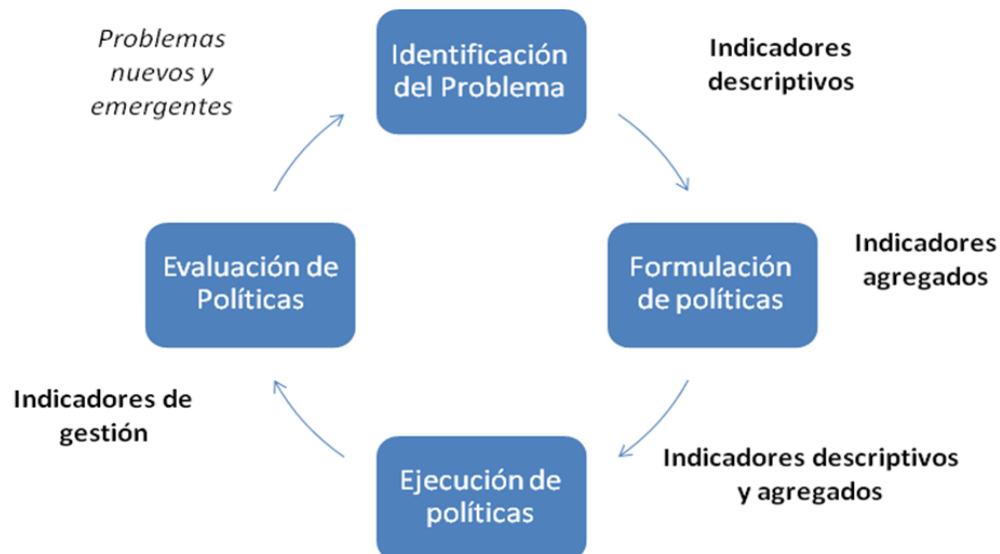 Problemas
nuevos y
emergentes
Identificación
del Problema
Indicadores
descriptivos
Evaluación de
Políticas
Formulación
de políticas
Indicadores
agregados
Indicadores de
gestión
Ejecución de
políticas
Indicadores descriptivos
y agregados